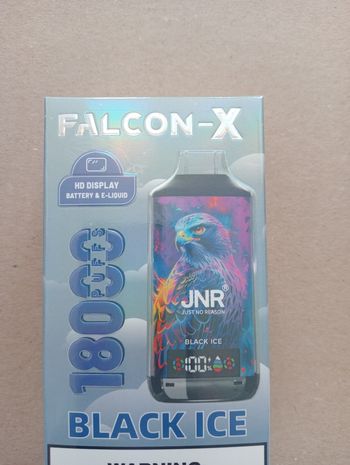 FALCON-X
HD DISPLAY
BATTERY & E-LIQUID
18000
PUFFS
JNR®
JUST NO REASON
BLACK ICE
100%
BLACK ICE
WARNING